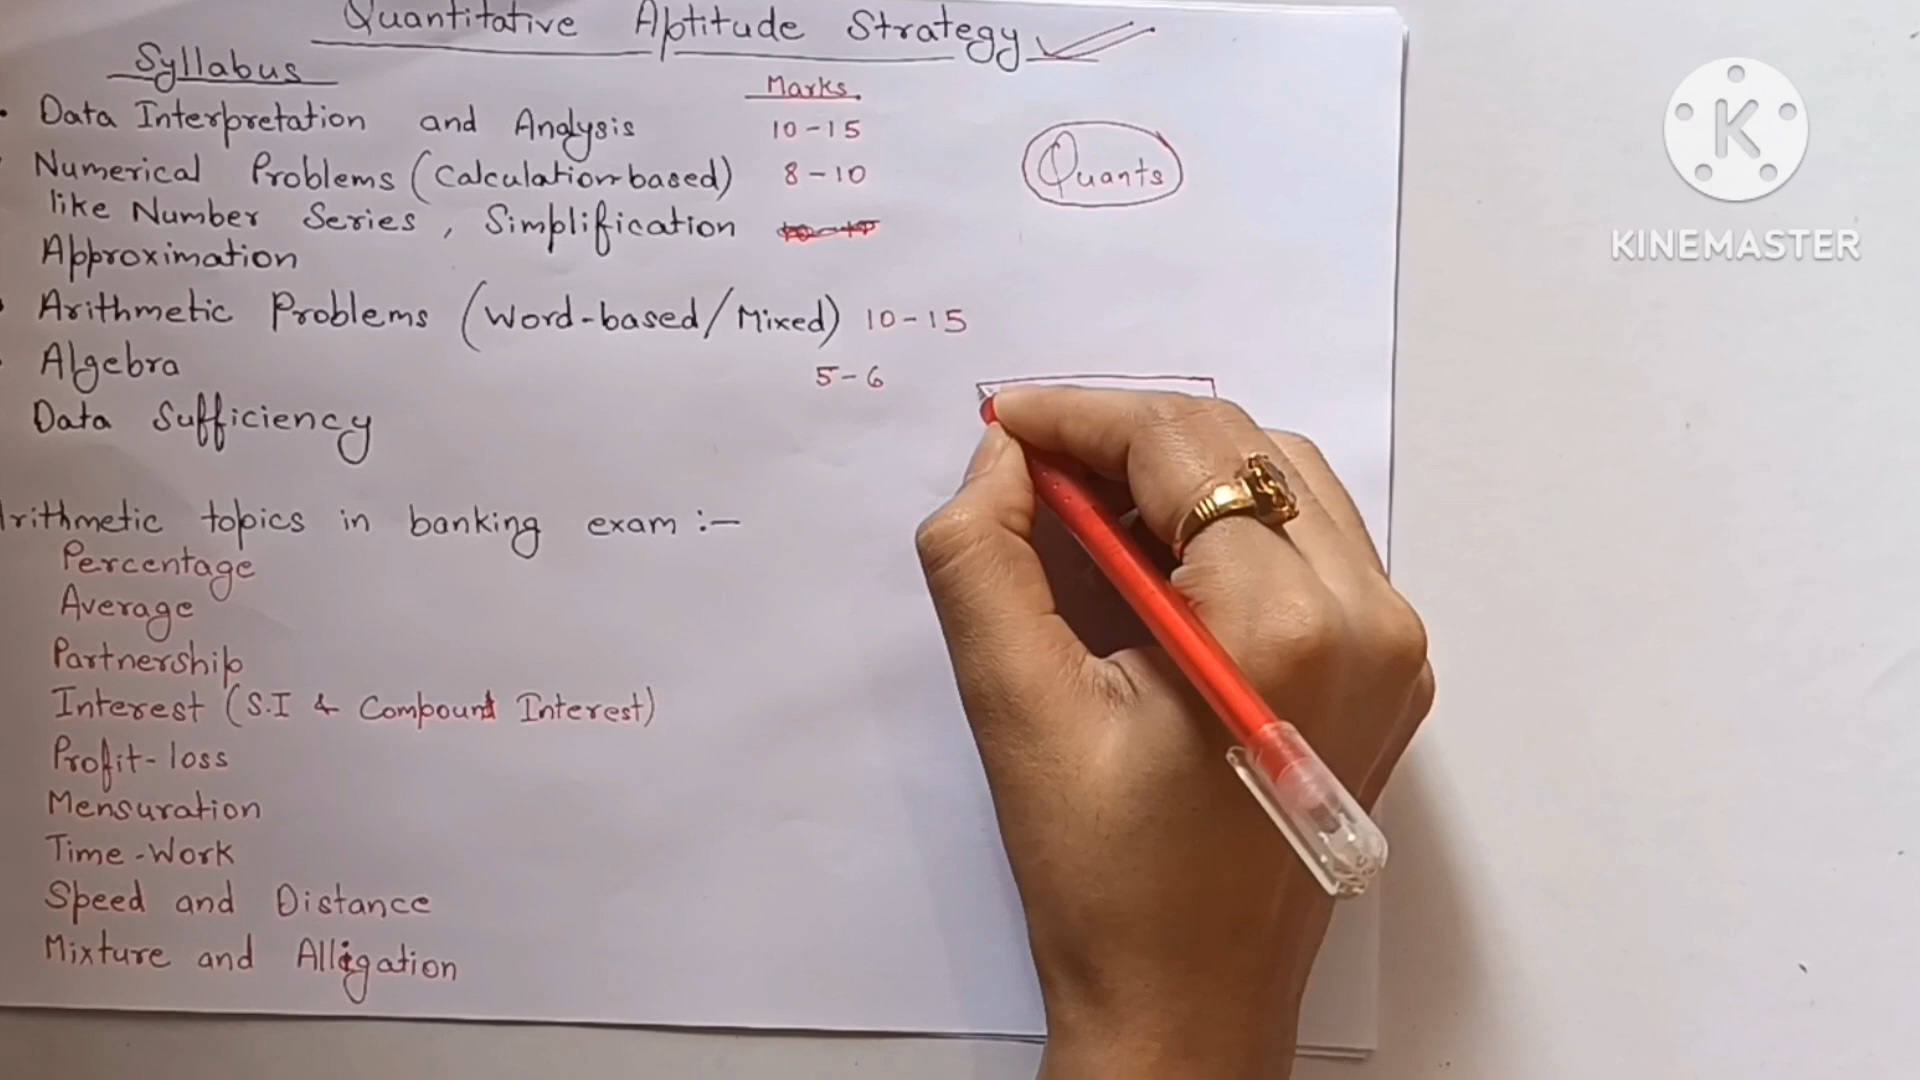 Quantitative Aptitude Strategy
Syllabus
Marks
Data Interpretation and Analysis 10-15
Numerical Problems (Calculation-based) 8-10
like Number Series, Simplification
Approximation
Arithmetic Problems (Word-based/Mixed) 10-15
Algebra 5-6
Data Sufficiency
Quants
Arithmetic topics in banking exam :-
Percentage
Average
Partnership
Interest (S.I & Compound Interest)
Profit-loss
Mensuration
Time-Work
Speed and Distance
Mixture and Alligation
K
KINEMASTER